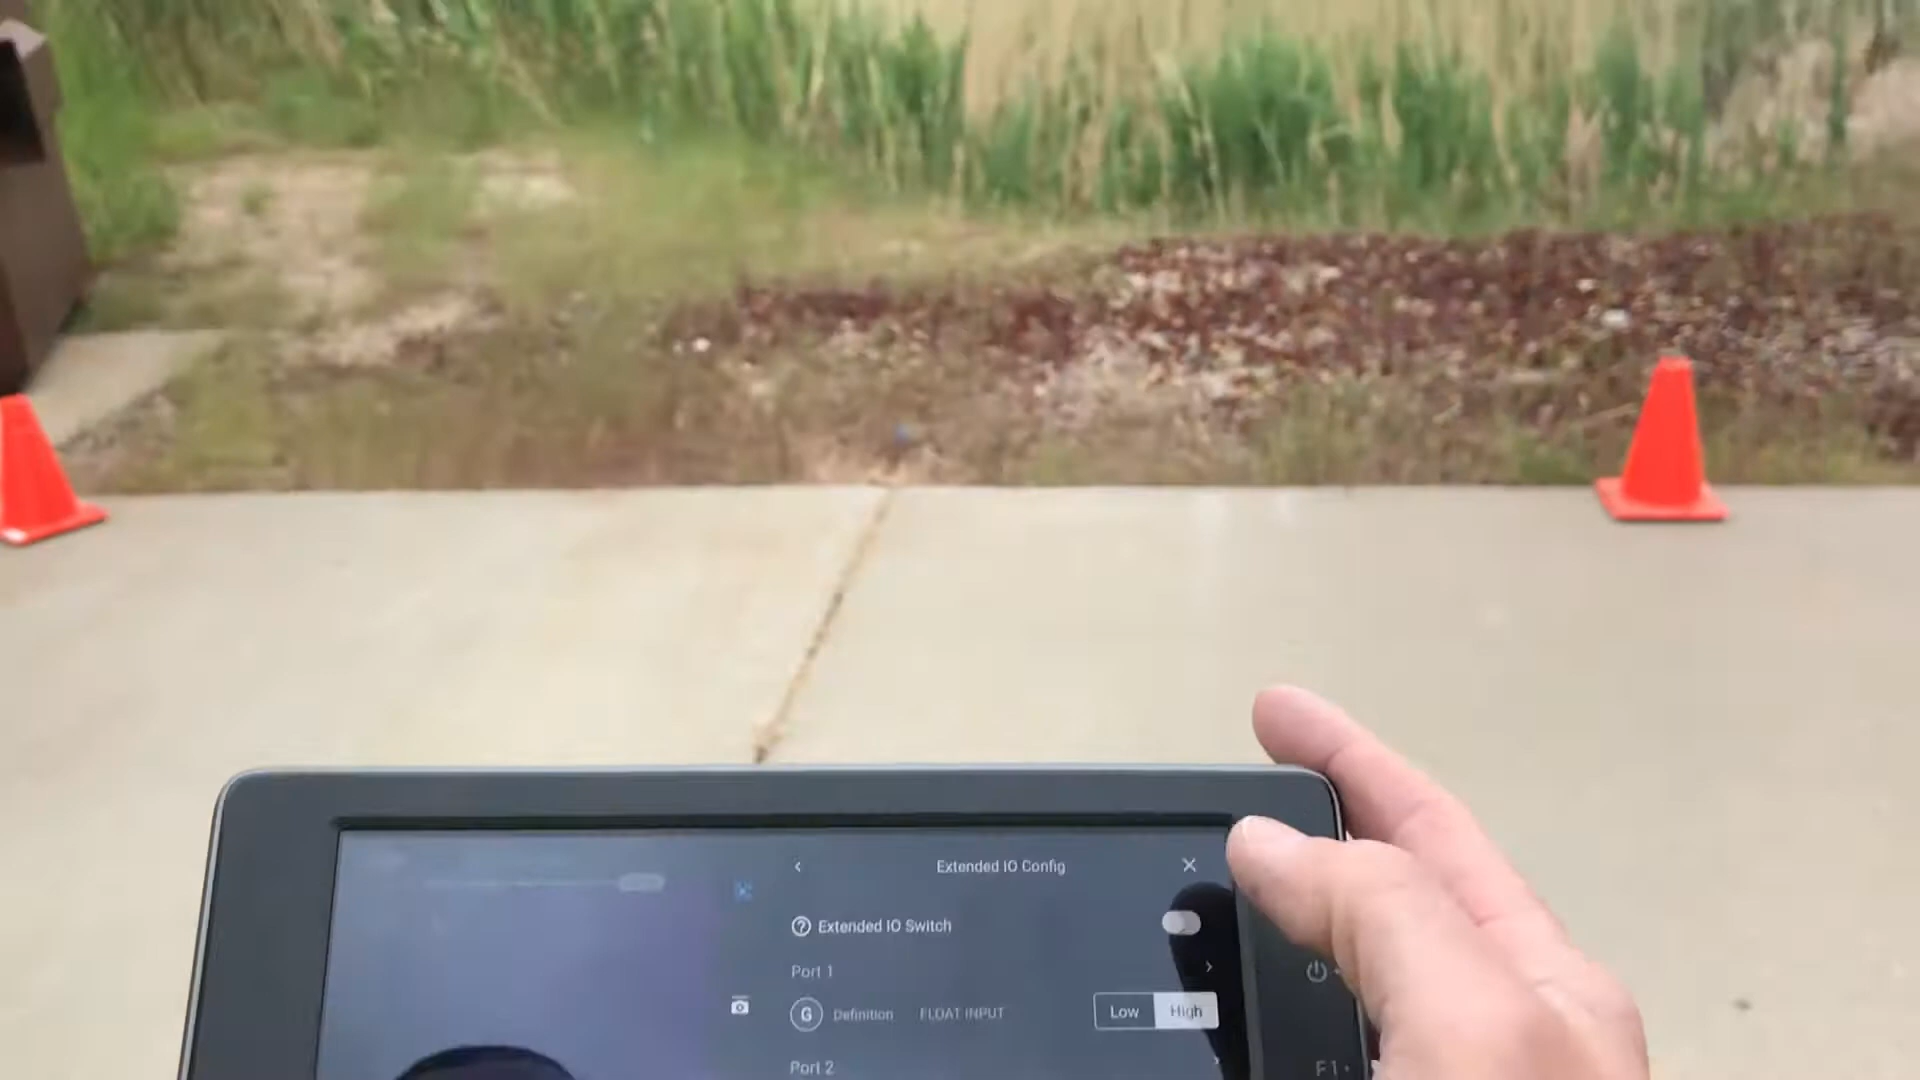 Extended IO Config
Extended IO Switch
Port 1
G Definition FLOAT INPUT Low High
Port 2
F1